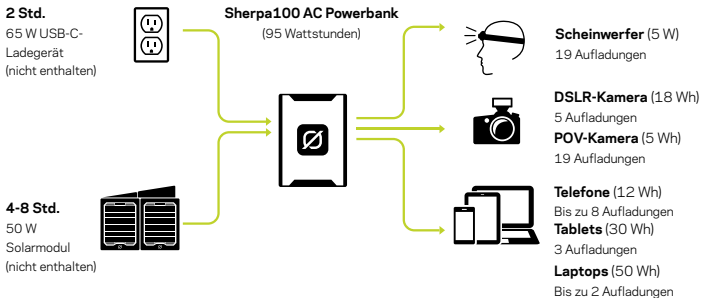 2 Std.
65 W USB-C-
Ladegerät
(nicht enthalten)
4-8 Std.
50 W
Solarmodul
(nicht enthalten)
Sherpa100 AC Powerbank
(95 Wattstunden)
Scheinwerfer (5 W)
19 Aufladungen
DSLR-Kamera (18 Wh)
5 Aufladungen
POV-Kamera (5 Wh)
19 Aufladungen
Telefone (12 Wh)
Bis zu 8 Aufladungen
Tablets (30 Wh)
3 Aufladungen
Laptops (50 Wh)
Bis zu 2 Aufladungen